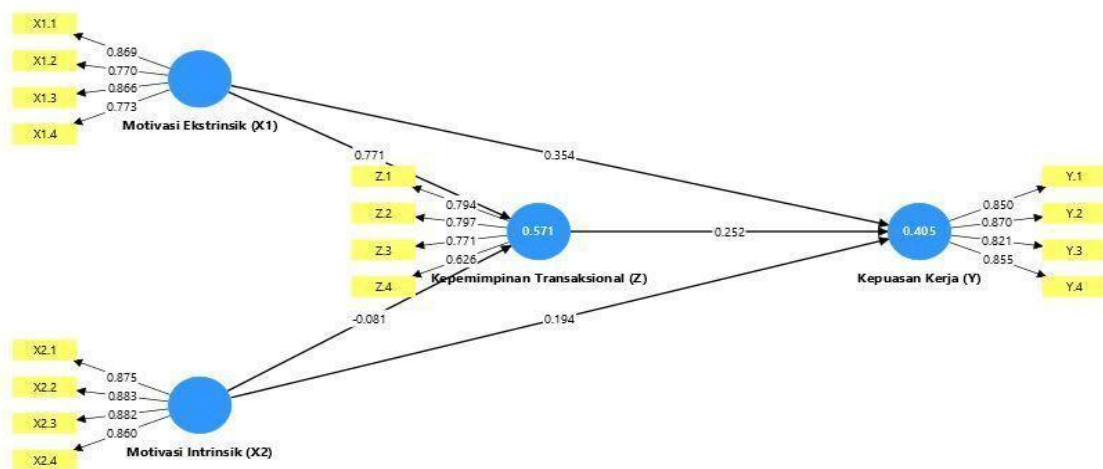 X1.1
X1.2
X1.3
X1.4
0.869
0.770
0.866
0.773
Motivasi Ekstrinsik (X1)
0.771
0.354
Z.1
Z.2
Z.3
Z.4
0.794
0.797
0.771
0.626
0.571
Kepemimpinan Transaksional (Z)
0.252
0.405
Kepuasan Kerja (Y)
0.850
0.870
0.821
0.855
Y.1
Y.2
Y.3
Y.4
-0.081
0.194
X2.1
X2.2
X2.3
X2.4
0.875
0.883
0.882
0.860
Motivasi Intrinsik (X2)